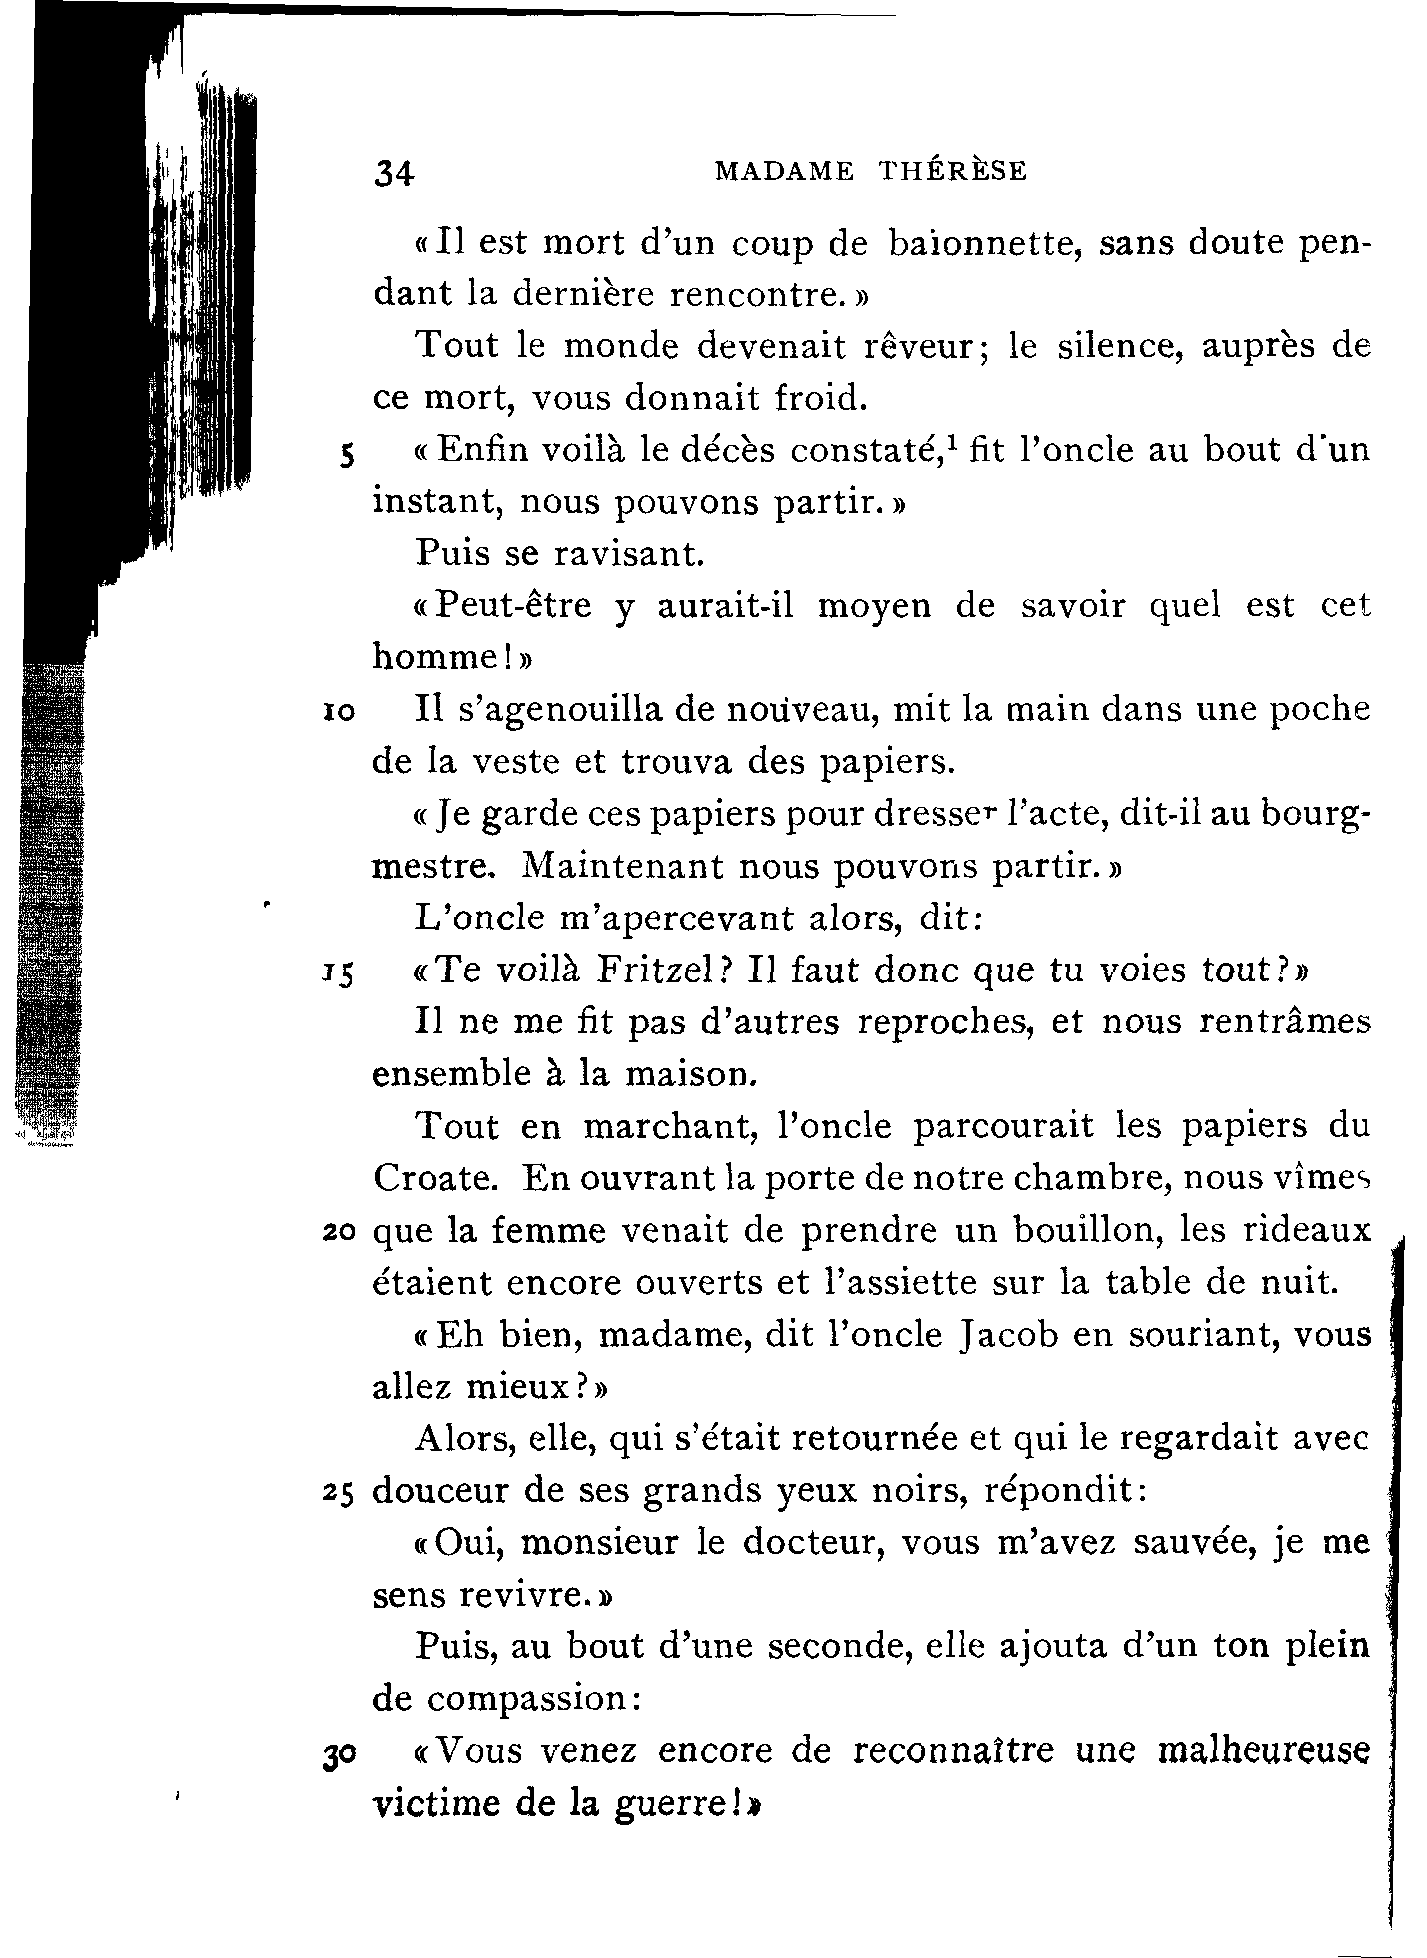 34 MADAME THÉRÈSE
«Il est mort d'un coup de baionnette, sans doute pen-
dant la dernière rencontre.»
Tout le monde devenait rêveur; le silence, auprès de
ce mort, vous donnait froid.
5 «Enfin voilà le décès constaté,¹ fit l'oncle au bout d'un
instant, nous pouvons partir.»
Puis se ravisant.
«Peut-être y aurait-il moyen de savoir quel est cet
homme!»
10 Il s'agenouilla de nouveau, mit la main dans une poche
de la veste et trouva des papiers.
«Je garde ces papiers pour dresser l'acte, dit-il au bourg-
mestre. Maintenant nous pouvons partir.»
L'oncle m'apercevant alors, dit:
15 «Te voilà Fritzel? Il faut donc que tu voies tout?»
Il ne me fit pas d'autres reproches, et nous rentrâmes
ensemble à la maison.
Tout en marchant, l'oncle parcourait les papiers du
Croate. En ouvrant la porte de notre chambre, nous vîmes
20 que la femme venait de prendre un bouillon, les rideaux
étaient encore ouverts et l'assiette sur la table de nuit.
«Eh bien, madame, dit l'oncle Jacob en souriant, vous
allez mieux?»
Alors, elle, qui s'était retournée et qui le regardait avec
25 douceur de ses grands yeux noirs, répondit:
«Oui, monsieur le docteur, vous m'avez sauvée, je me
sens revivre.»
Puis, au bout d'une seconde, elle ajouta d'un ton plein
de compassion:
30 «Vous venez encore de reconnaître une malheureuse
victime de la guerre!»